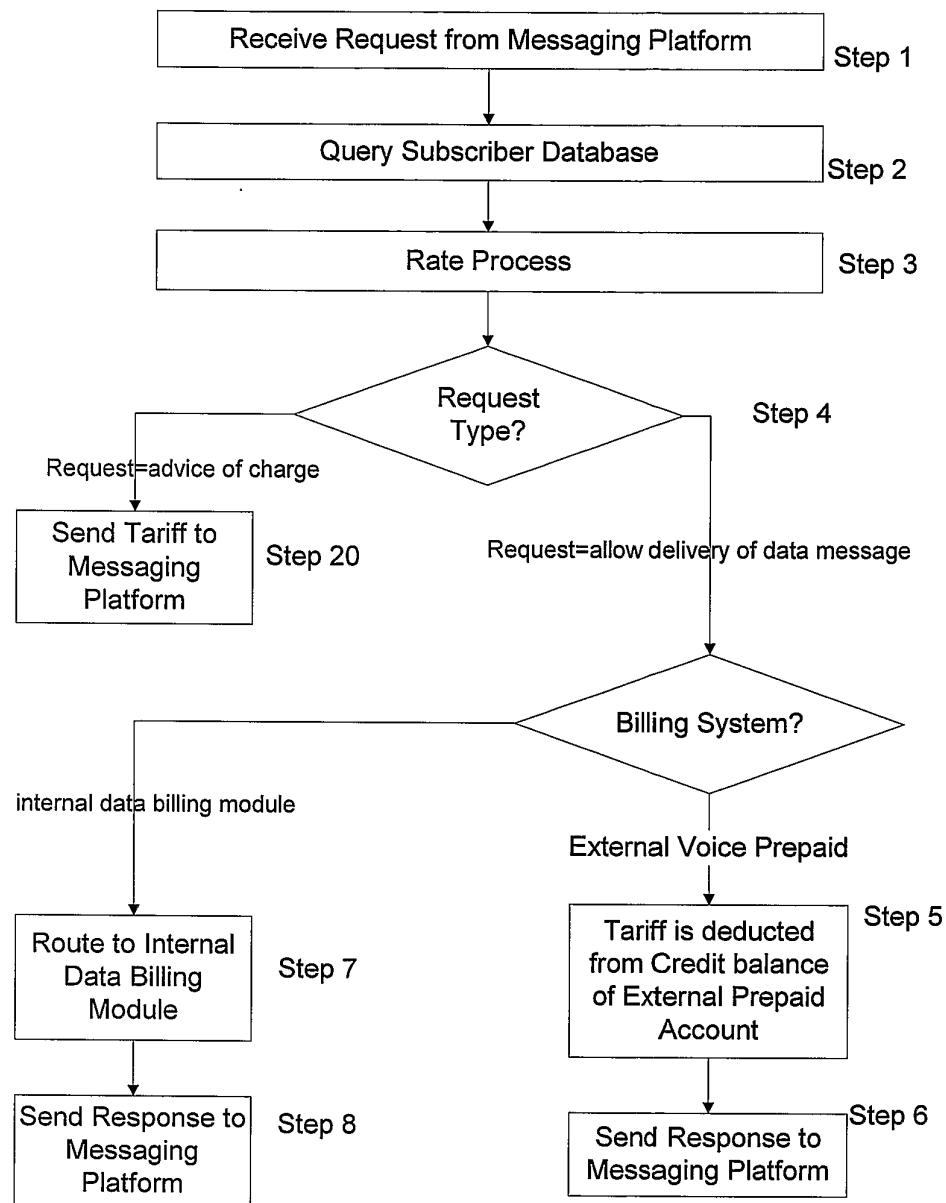 Receive Request from Messaging Platform
Step 1
Query Subscriber Database
Step 2
Rate Process
Step 3
Request
Type?
Step 4
Request=advice of charge
Send Tariff to
Messaging
Platform
Step 20
Request=allow delivery of data message
Billing System?
internal data billing module
External Voice Prepaid
Step 5
Tariff is deducted
from Credit balance
of External Prepaid
Account
Route to Internal
Data Billing
Module
Step 7
Step 6
Send Response to
Messaging Platform
Send Response to
Messaging
Platform
Step 8